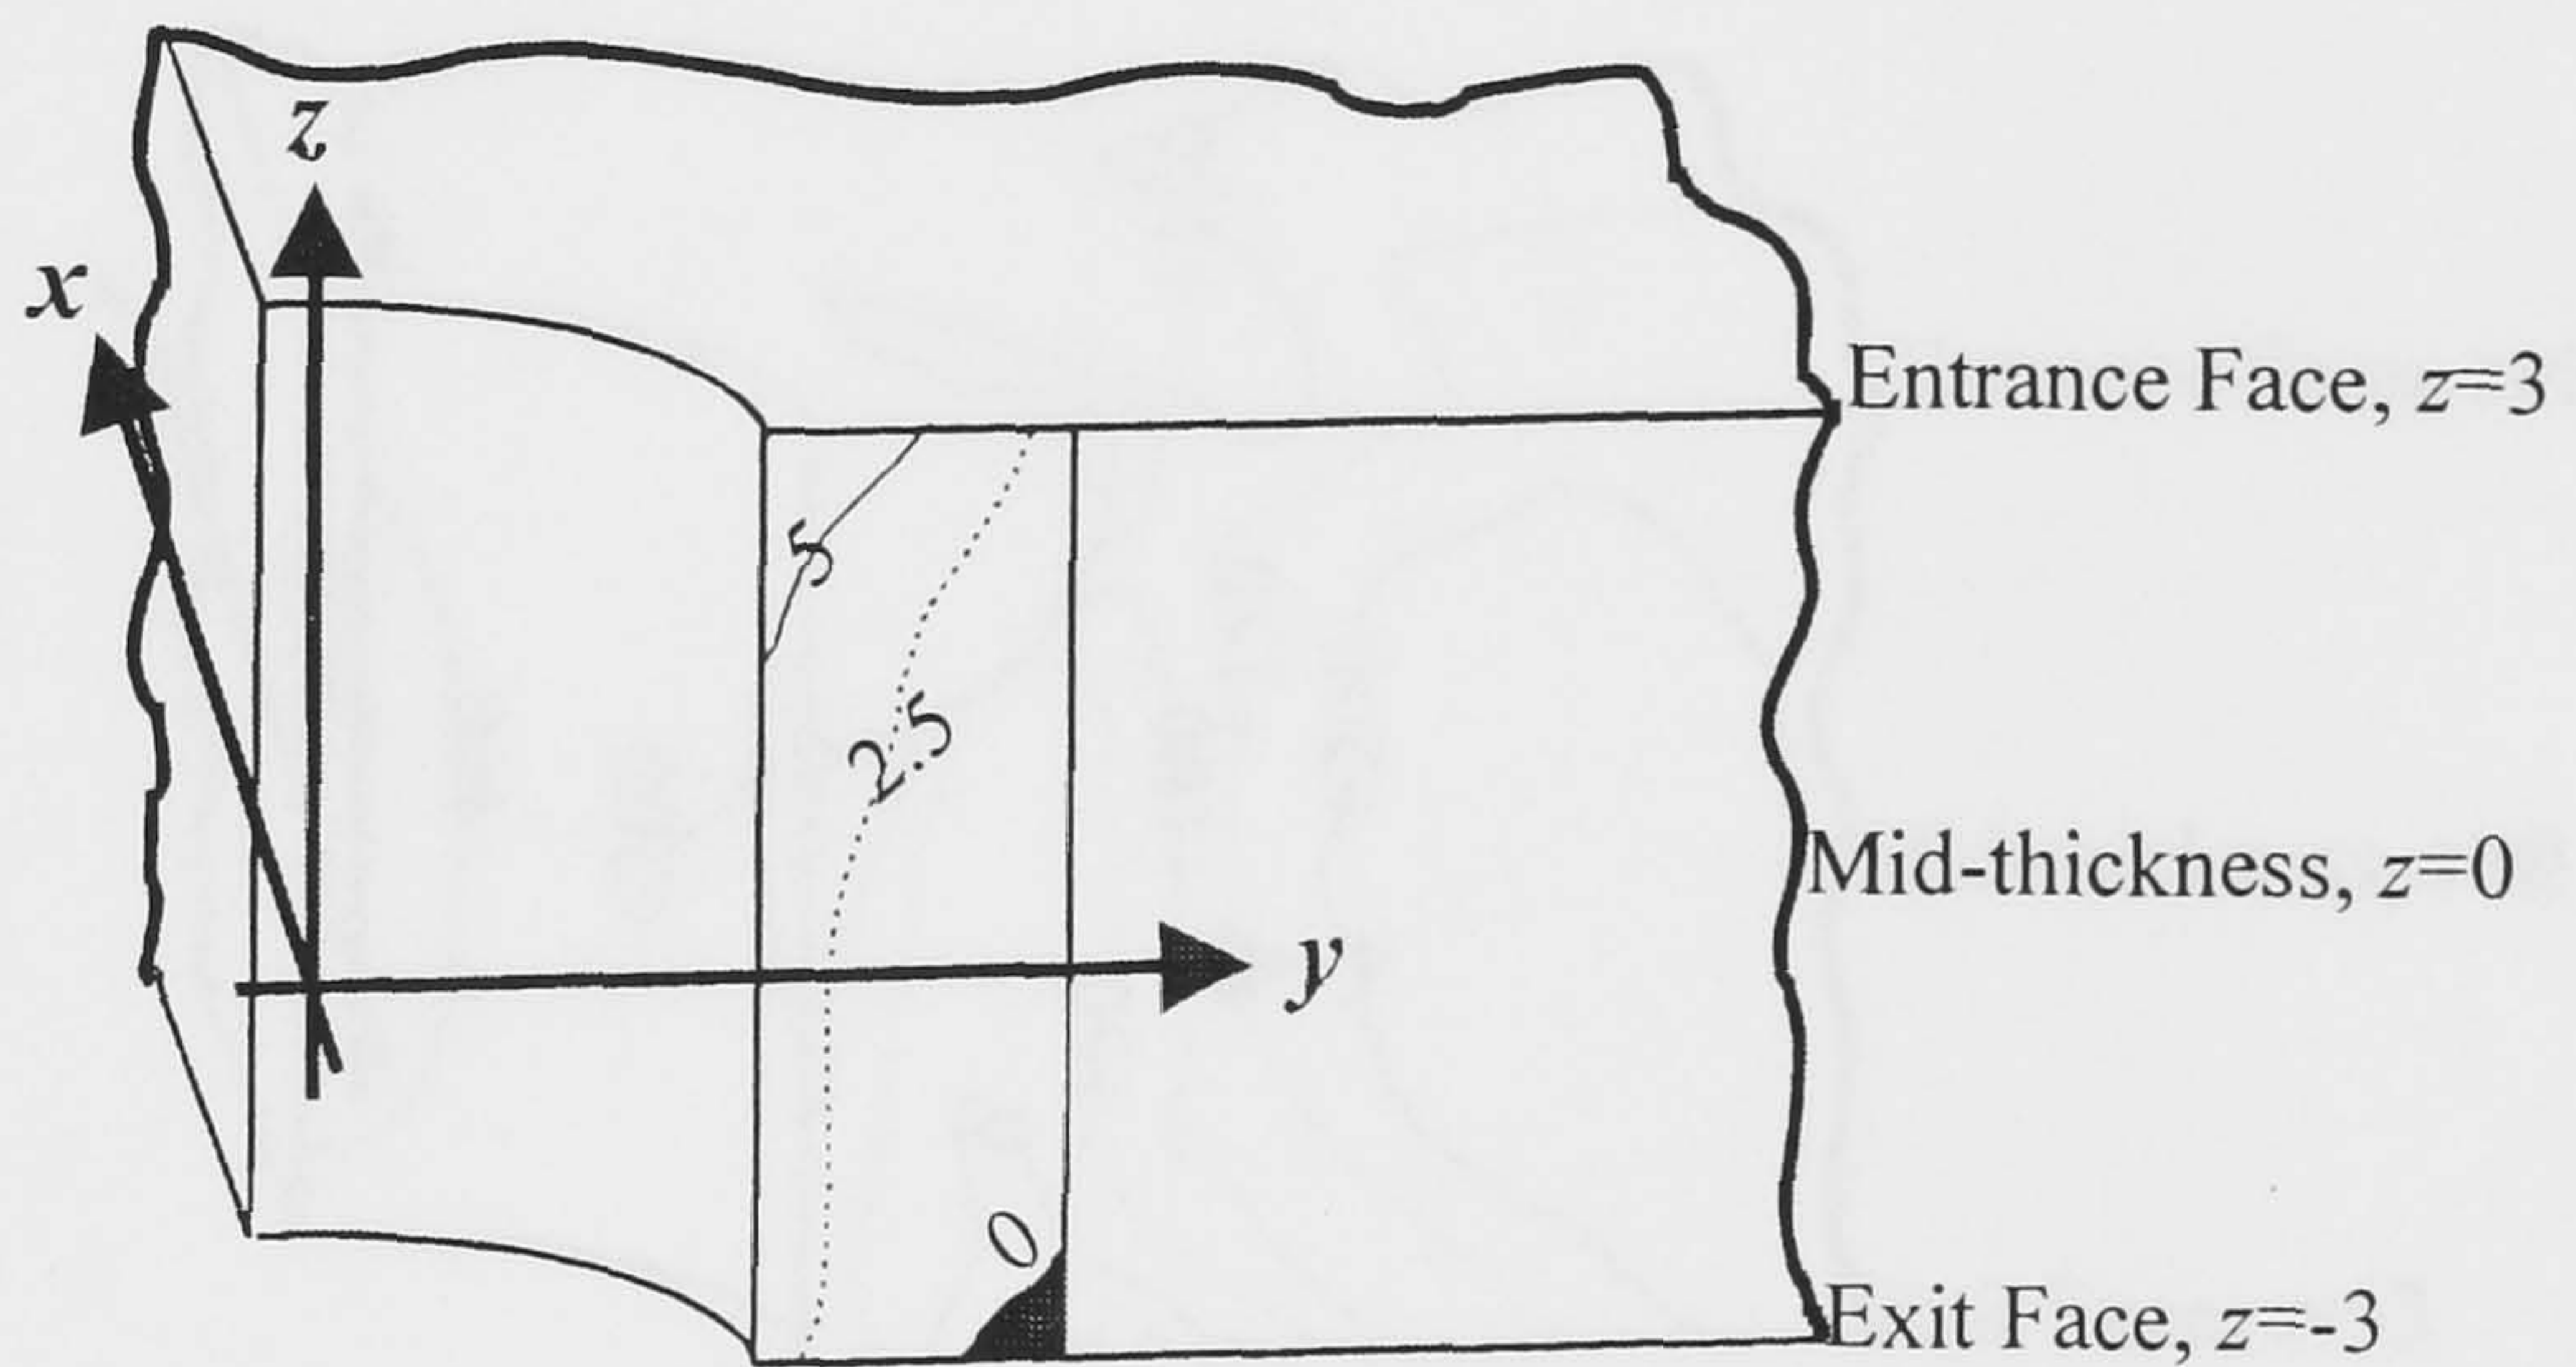 z
x
Entrance Face, z=3
5
2.5
Mid-thickness, z=0
y
0
Exit Face, z=-3